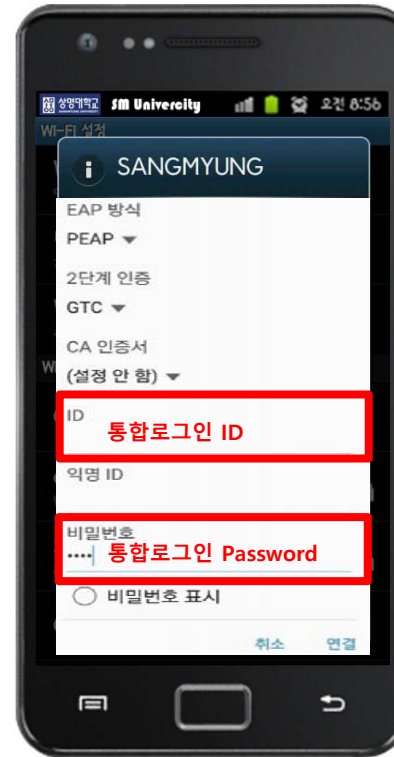 상명대학교 SM Univercity 오전 8:56
Wi-Fi 설정
SANGMYUNG
EAP 방식
PEAP
2단계 인증
GTC
CA 인증서
(설정 안 함)
ID
통합로그인 ID
익명 ID
비밀번호
통합로그인 Password
비밀번호 표시
취소 연결